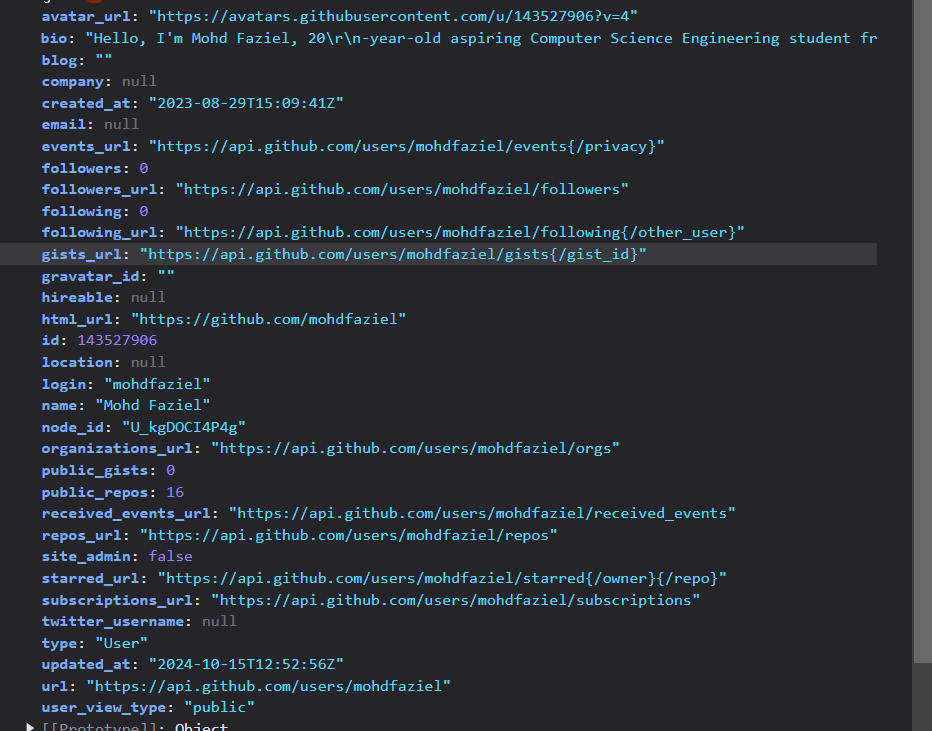 avatar_url: "https://avatars.githubusercontent.com/u/143527906?v=4"
bio: "Hello, I'm Mohd Faziel, 20\r\n-year-old aspiring Computer Science Engineering student fr
blog: ""
company: null
created_at: "2023-08-29T15:09:41Z"
email: null
events_url: "https://api.github.com/users/mohdfaziel/events{/privacy}"
followers: 0
followers_url: "https://api.github.com/users/mohdfaziel/followers"
following: 0
following_url: "https://api.github.com/users/mohdfaziel/following{/other_user}"
gists_url: "https://api.github.com/users/mohdfaziel/gists{/gist_id}"
gravatar_id: ""
hireable: null
html_url: "https://github.com/mohdfaziel"
id: 143527906
location: null
login: "mohdfaziel"
name: "Mohd Faziel"
node_id: "U_kgDOCI4P4g"
organizations_url: "https://api.github.com/users/mohdfaziel/orgs"
public_gists: 0
public_repos: 16
received_events_url: "https://api.github.com/users/mohdfaziel/received_events"
repos_url: "https://api.github.com/users/mohdfaziel/repos"
site_admin: false
starred_url: "https://api.github.com/users/mohdfaziel/starred{/owner}{/repo}"
subscriptions_url: "https://api.github.com/users/mohdfaziel/subscriptions"
twitter_username: null
type: "User"
updated_at: "2024-10-15T12:52:56Z"
url: "https://api.github.com/users/mohdfaziel"
user_view_type: "public"
[[Prototype]]: Object